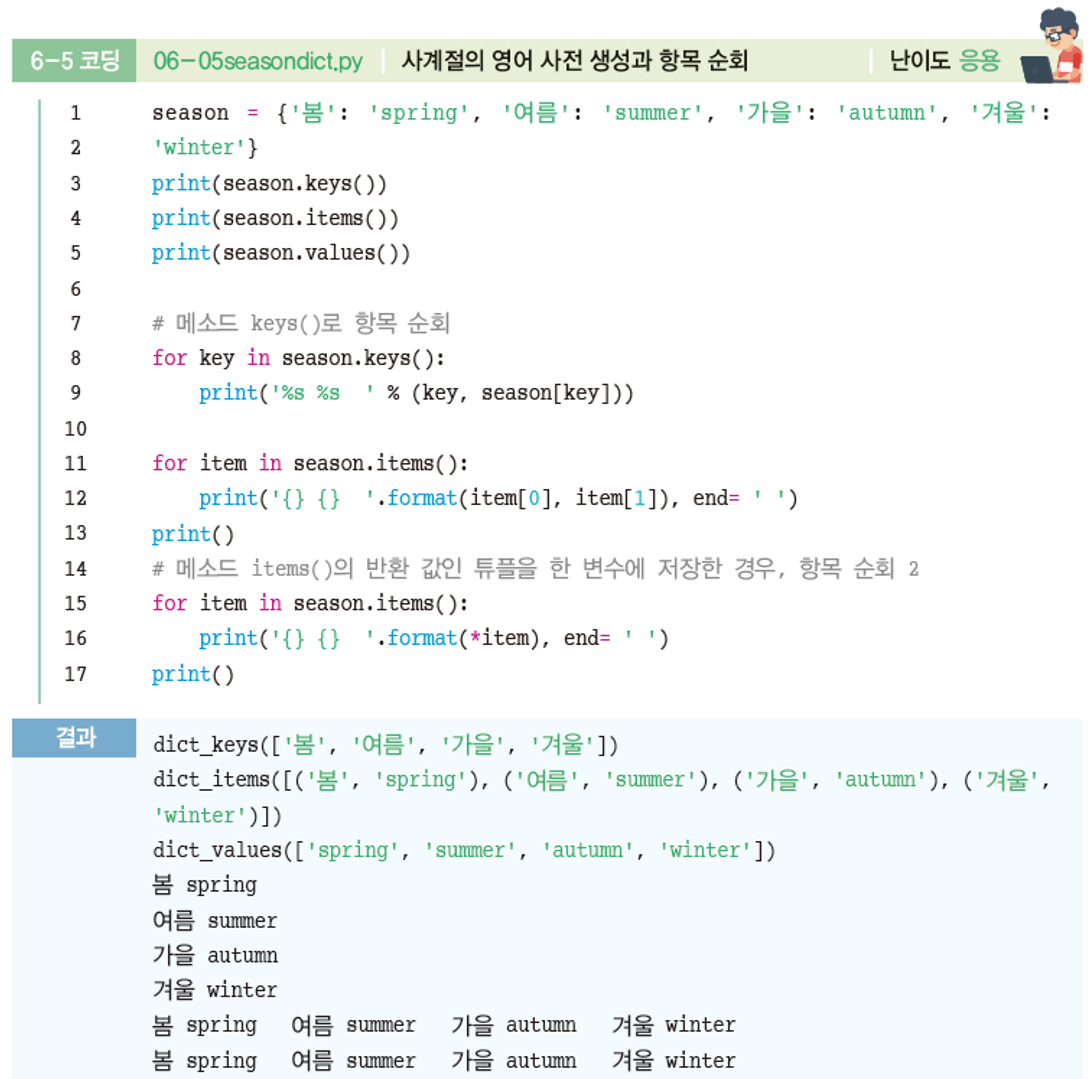 6-5 코딩 06-05seasondict.py 사계절의 영어 사전 생성과 항목 순회 난이도 응용
1 season = {'봄': 'spring', '여름': 'summer', '가을': 'autumn', '겨울':
2 'winter'}
3 print(season.keys())
4 print(season.items())
5 print(season.values())
6
7 # 메소드 keys()로 항목 순회
8 for key in season.keys():
9     print('%s %s  ' % (key, season[key]))
10
11 for item in season.items():
12     print('{} {}  '.format(item[0], item[1]), end= ' ')
13 print()
14 # 메소드 items()의 반환 값인 튜플을 한 변수에 저장한 경우, 항목 순회 2
15 for item in season.items():
16     print('{} {}  '.format(*item), end= ' ')
17 print()
결과
dict_keys(['봄', '여름', '가을', '겨울'])
dict_items([('봄', 'spring'), ('여름', 'summer'), ('가을', 'autumn'), ('겨울',
'winter')])
dict_values(['spring', 'summer', 'autumn', 'winter'])
봄 spring
여름 summer
가을 autumn
겨울 winter
봄 spring   여름 summer   가을 autumn   겨울 winter
봄 spring   여름 summer   가을 autumn   겨울 winter